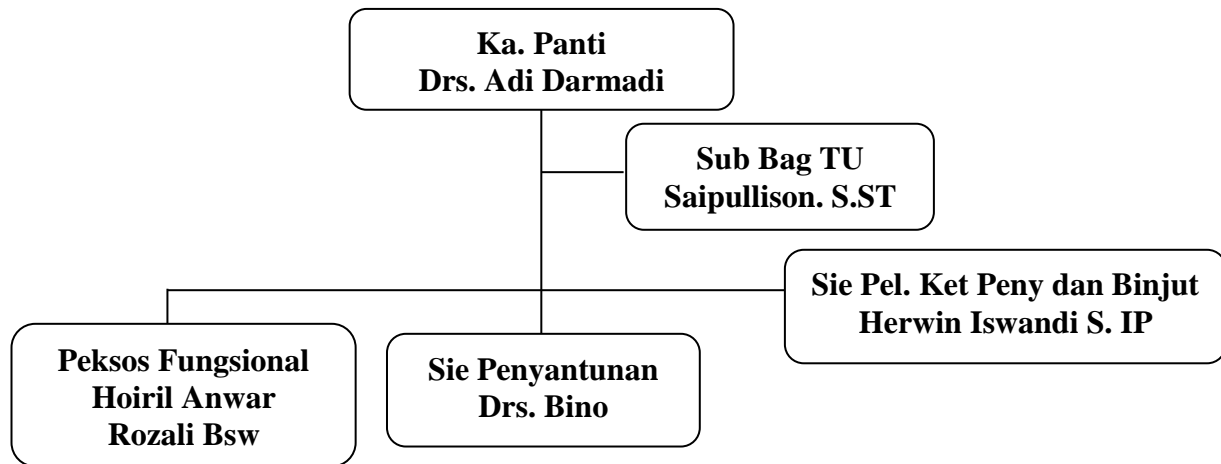 Ka. Panti
Drs. Adi Darmadi
Sub Bag TU
Saipullison. S.ST
Sie Pel. Ket Peny dan Binjut
Herwin Iswandi S. IP
Peksos Fungsional
Hoiril Anwar
Rozali Bsw
Sie Penyantunan
Drs. Bino